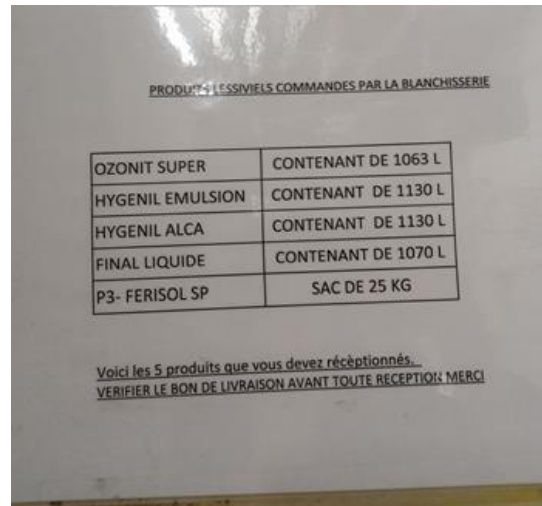 PRODUITS LESSIVIELS COMMANDES PAR LA BLANCHISSERIE
OZONIT SUPER CONTENANT DE 1063 L
HYGENIL EMULSION CONTENANT DE 1130 L
HYGENIL ALCA CONTENANT DE 1130 L
FINAL LIQUIDE CONTENANT DE 1070 L
P3- FERISOL SP SAC DE 25 KG
Voici les 5 produits que vous devez récèptionnés.
VERIFIER LE BON DE LIVRAISON AVANT TOUTE RECEPTION MERCI